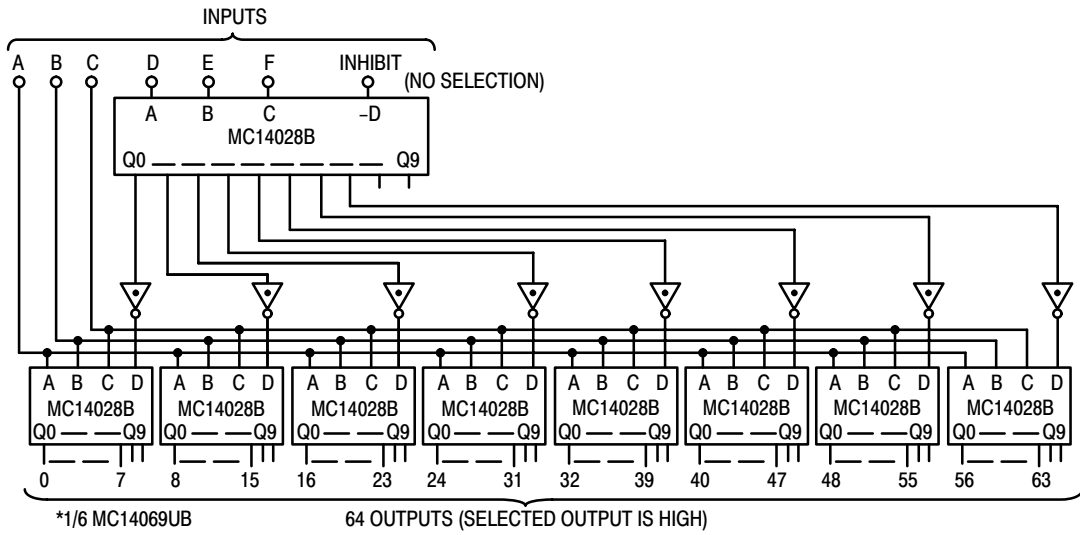 INPUTS
A B C D E F INHIBIT (NO SELECTION)
A B C –D
MC14028B
Q0 Q9
A B C D A B C D A B C D A B C D A B C D A B C D A B C D A B C D
MC14028B MC14028B MC14028B MC14028B MC14028B MC14028B MC14028B MC14028B
Q0 Q9 Q0 Q9 Q0 Q9 Q0 Q9 Q0 Q9 Q0 Q9 Q0 Q9 Q0 Q9
0 7 8 15 16 23 24 31 32 39 40 47 48 55 56 63
*1/6 MC14069UB 64 OUTPUTS (SELECTED OUTPUT IS HIGH)